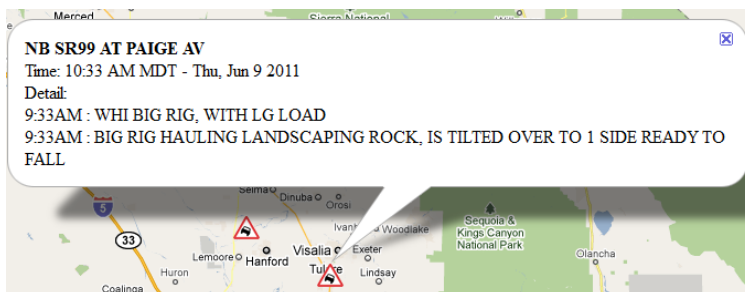 Merced
Sierra National
NB SR99 AT PAIGE AV
Time: 10:33 AM MDT - Thu, Jun 9 2011
Detail:
9:33AM : WHI BIG RIG, WITH LG LOAD
9:33AM : BIG RIG HAULING LANDSCAPING ROCK, IS TILTED OVER TO 1 SIDE READY TO
FALL
Selma
Dinuba
Orosi
5
33
Woodlake
Sequoia &
Kings Canyon
National Park
Visalia
Exeter
Lemoore
Hanford
Olancha
Huron
Lindsay
Coalinga